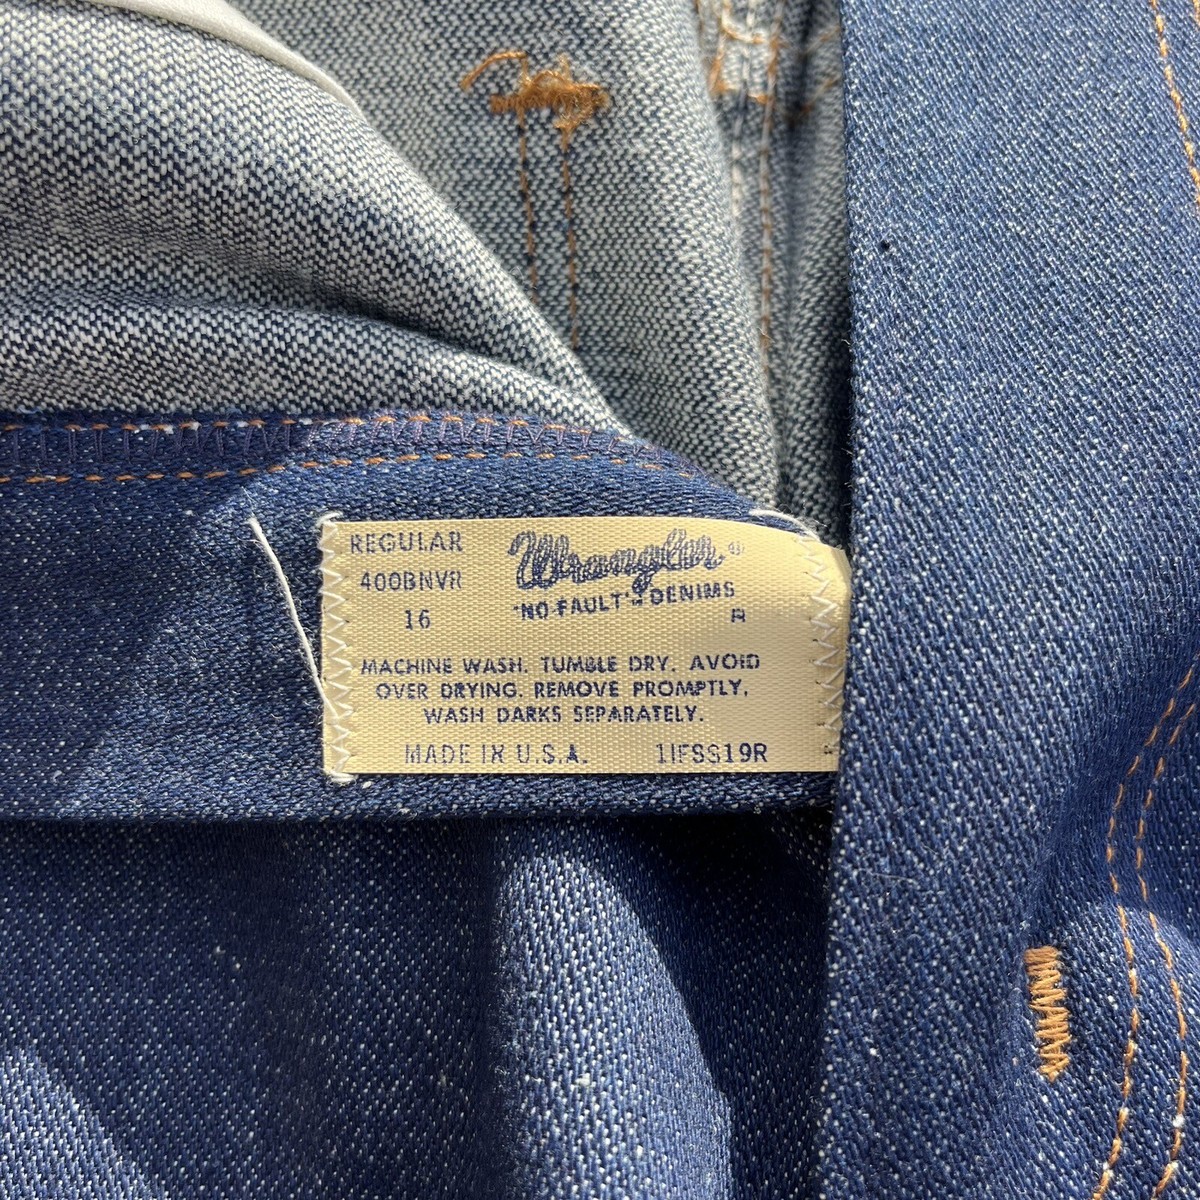 REGULAR
Wrangler®
400BNVR
"NO-FAULT"™ DENIMS
16 R
MACHINE WASH. TUMBLE DRY. AVOID
OVER DRYING. REMOVE PROMPTLY.
WASH DARKS SEPARATELY.
MADE IN U.S.A. 11FSS19R